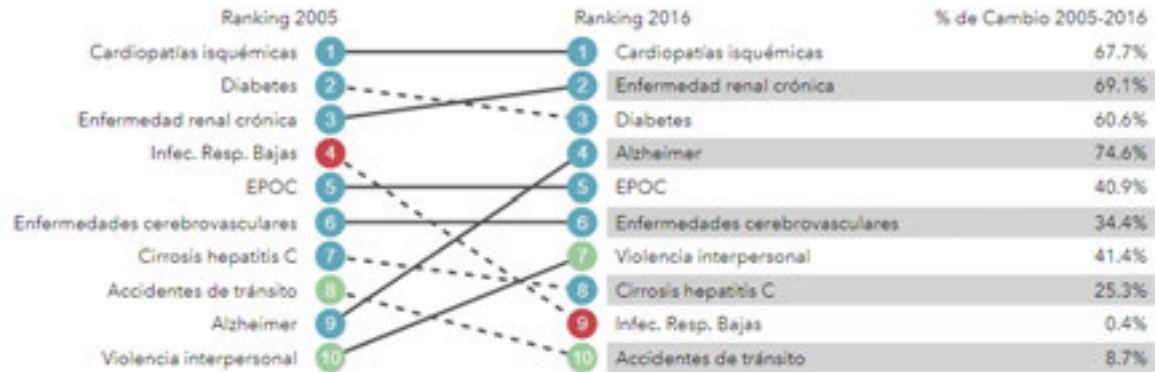 Ranking 2005 Ranking 2016 % de Cambio 2005-2016
Cardiopatías isquémicas 1 1 Cardiopatías isquémicas 67.7%
Diabetes 2 2 Enfermedad renal crónica 69.1%
Enfermedad renal crónica 3 3 Diabetes 60.6%
Infec. Resp. Bajas 4 4 Alzheimer 74.6%
EPOC 5 5 EPOC 40.9%
Enfermedades cerebrovasculares 6 6 Enfermedades cerebrovasculares 34.4%
Cirrosis hepatitis C 7 7 Violencia interpersonal 41.4%
Accidentes de tránsito 8 8 Cirrosis hepatitis C 25.3%
Alzheimer 9 9 Infec. Resp. Bajas 0.4%
Violencia interpersonal 10 10 Accidentes de tránsito 8.7%